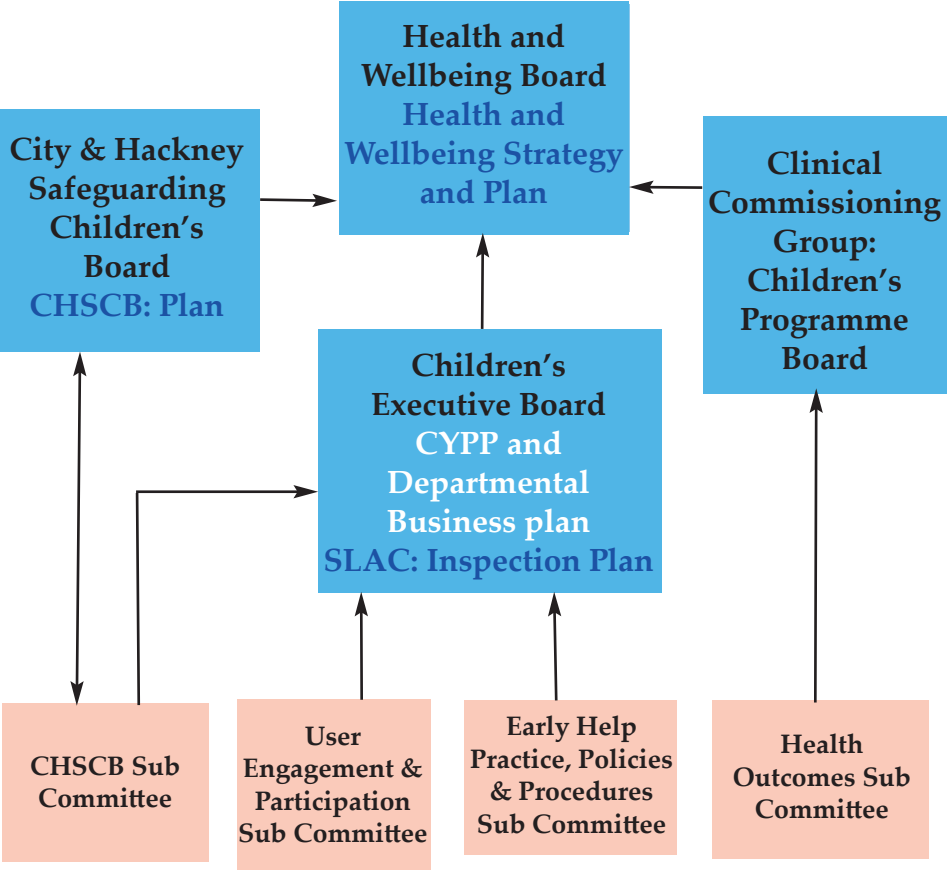 Health and
Wellbeing Board
Health and
Wellbeing Strategy
and Plan
City & Hackney
Safeguarding
Children's
Board
CHSCB: Plan
Clinical
Commissioning
Group:
Children's
Programme
Board
Children's
Executive Board
CYPP and
Departmental
Business plan
SLAC: Inspection Plan
CHSCB Sub
Committee
User
Engagement &
Participation
Sub Committee
Early Help
Practice, Policies
& Procedures
Sub Committee
Health
Outcomes Sub
Committee